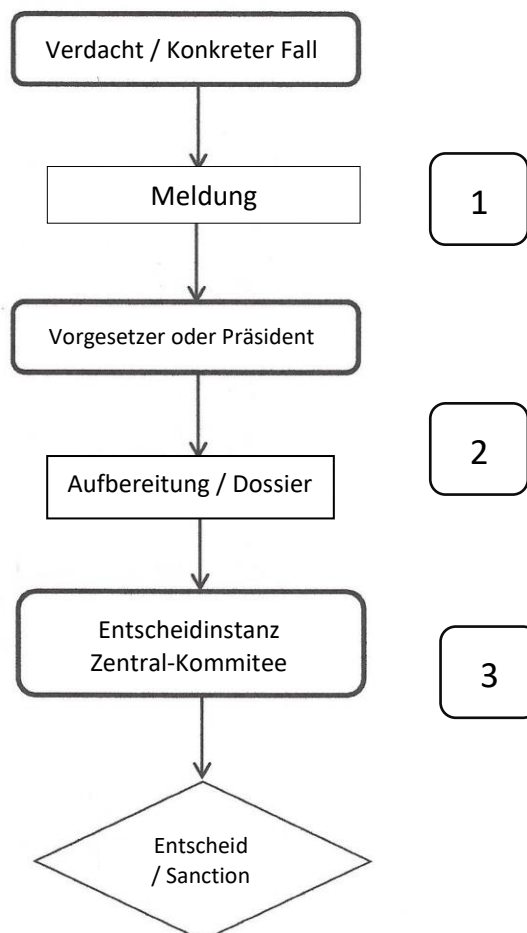 Verdacht / Konkreter Fall
Meldung
1
Vorgesetzer oder Präsident
2
Aufbereitung / Dossier
Entscheidinstanz
Zentral-Kommitee
3
Entscheid
/ Sanction